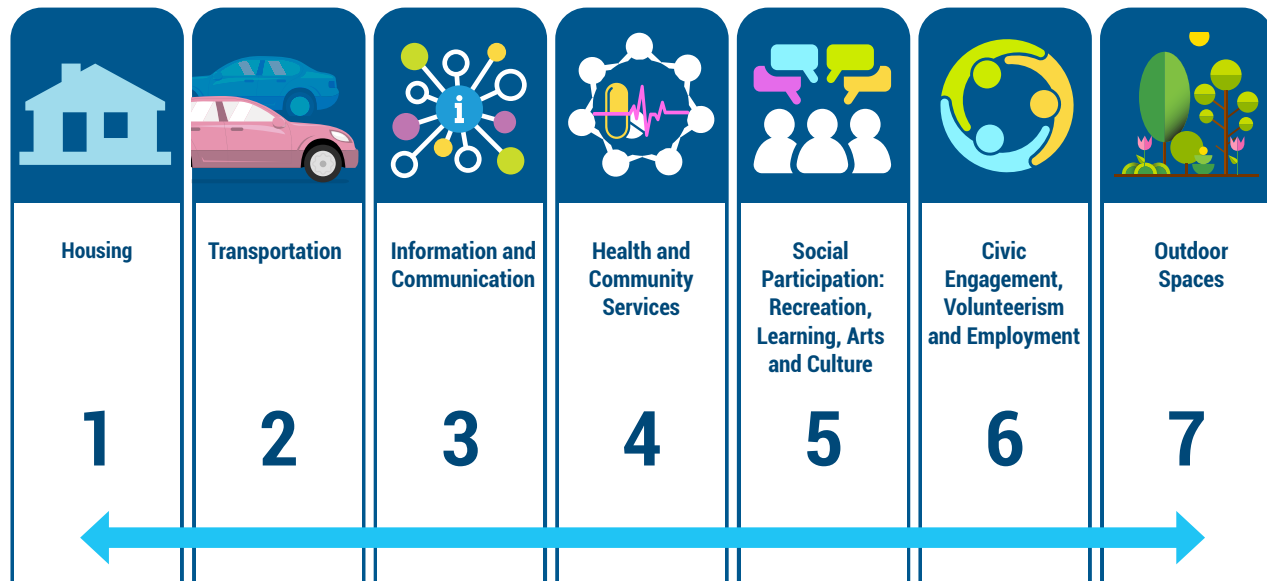 i
Housing
Transportation
Information and
Communication
Health and
Community
Services
Social
Participation:
Recreation,
Learning, Arts
and Culture
Civic
Engagement,
Volunteerism
and Employment
Outdoor
Spaces
1
2
3
4
5
6
7